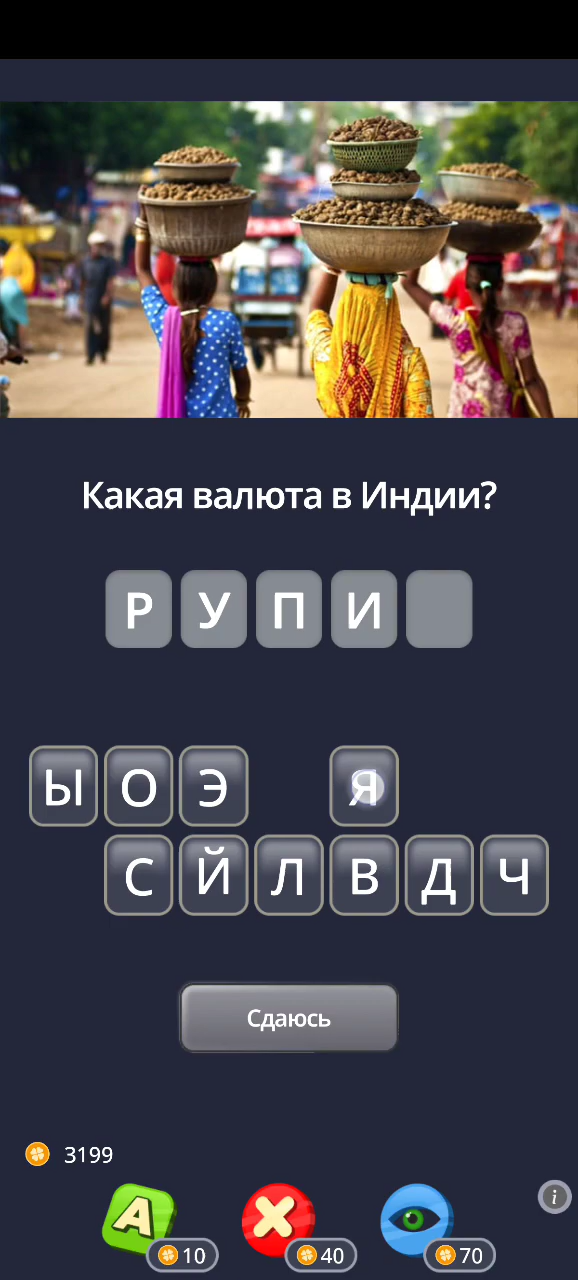 Какая валюта в Индии?
Р У П И
Ы О Э Я
С Й Л В Д Ч
Сдаюсь
3199
A
i
10 40 70